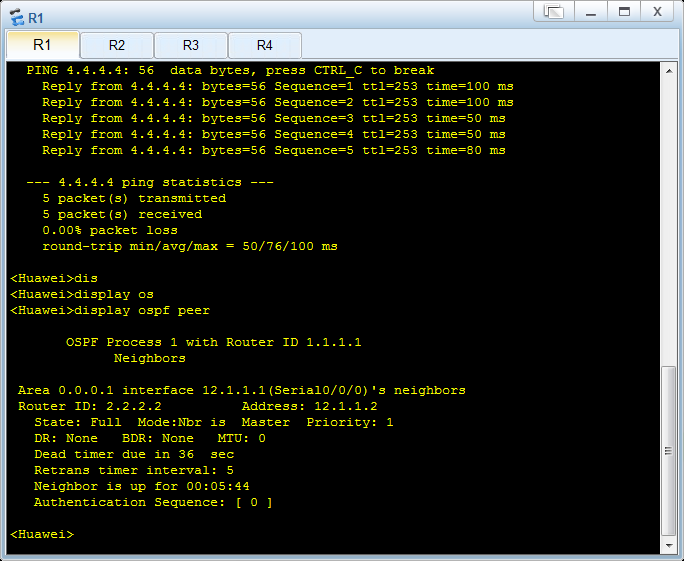 R1
R1 R2 R3 R4
PING 4.4.4.4: 56  data bytes, press CTRL_C to break
Reply from 4.4.4.4: bytes=56 Sequence=1 ttl=253 time=100 ms
Reply from 4.4.4.4: bytes=56 Sequence=2 ttl=253 time=100 ms
Reply from 4.4.4.4: bytes=56 Sequence=3 ttl=253 time=50 ms
Reply from 4.4.4.4: bytes=56 Sequence=4 ttl=253 time=50 ms
Reply from 4.4.4.4: bytes=56 Sequence=5 ttl=253 time=80 ms
--- 4.4.4.4 ping statistics ---
5 packet(s) transmitted
5 packet(s) received
0.00% packet loss
round-trip min/avg/max = 50/76/100 ms
<Huawei>dis
<Huawei>display os
<Huawei>display ospf peer
OSPF Process 1 with Router ID 1.1.1.1
Neighbors
Area 0.0.0.1 interface 12.1.1.1(Serial0/0/0)'s neighbors
Router ID: 2.2.2.2          Address: 12.1.1.2
State: Full  Mode:Nbr is  Master  Priority: 1
DR: None   BDR: None   MTU: 0
Dead timer due in 36  sec
Retrans timer interval: 5
Neighbor is up for 00:05:44
Authentication Sequence: [ 0 ]
<Huawei>